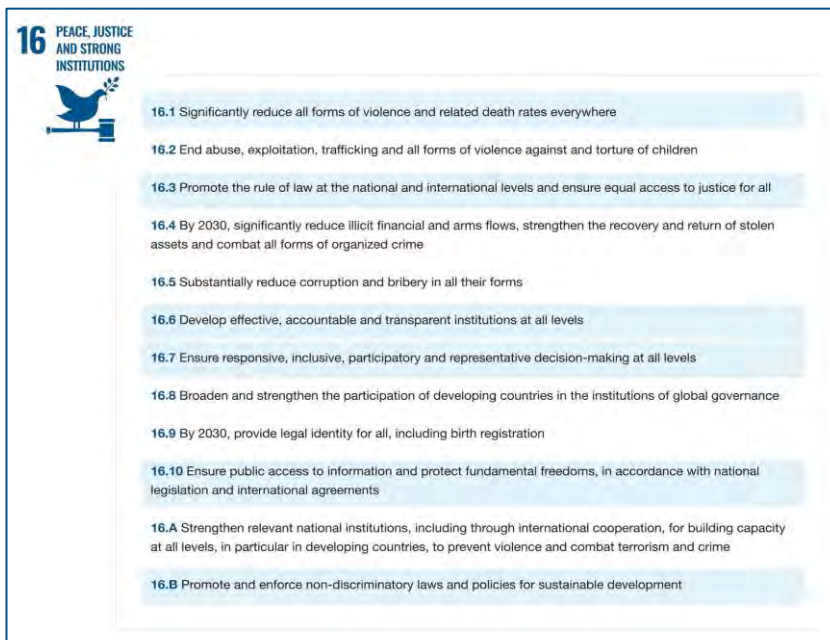 16 PEACE, JUSTICE
AND STRONG
INSTITUTIONS
16.1 Significantly reduce all forms of violence and related death rates everywhere
16.2 End abuse, exploitation, trafficking and all forms of violence against and torture of children
16.3 Promote the rule of law at the national and international levels and ensure equal access to justice for all
16.4 By 2030, significantly reduce illicit financial and arms flows, strengthen the recovery and return of stolen
assets and combat all forms of organized crime
16.5 Substantially reduce corruption and bribery in all their forms
16.6 Develop effective, accountable and transparent institutions at all levels
16.7 Ensure responsive, inclusive, participatory and representative decision-making at all levels
16.8 Broaden and strengthen the participation of developing countries in the institutions of global governance
16.9 By 2030, provide legal identity for all, including birth registration
16.10 Ensure public access to information and protect fundamental freedoms, in accordance with national
legislation and international agreements
16.A Strengthen relevant national institutions, including through international cooperation, for building capacity
at all levels, in particular in developing countries, to prevent violence and combat terrorism and crime
16.B Promote and enforce non-discriminatory laws and policies for sustainable development